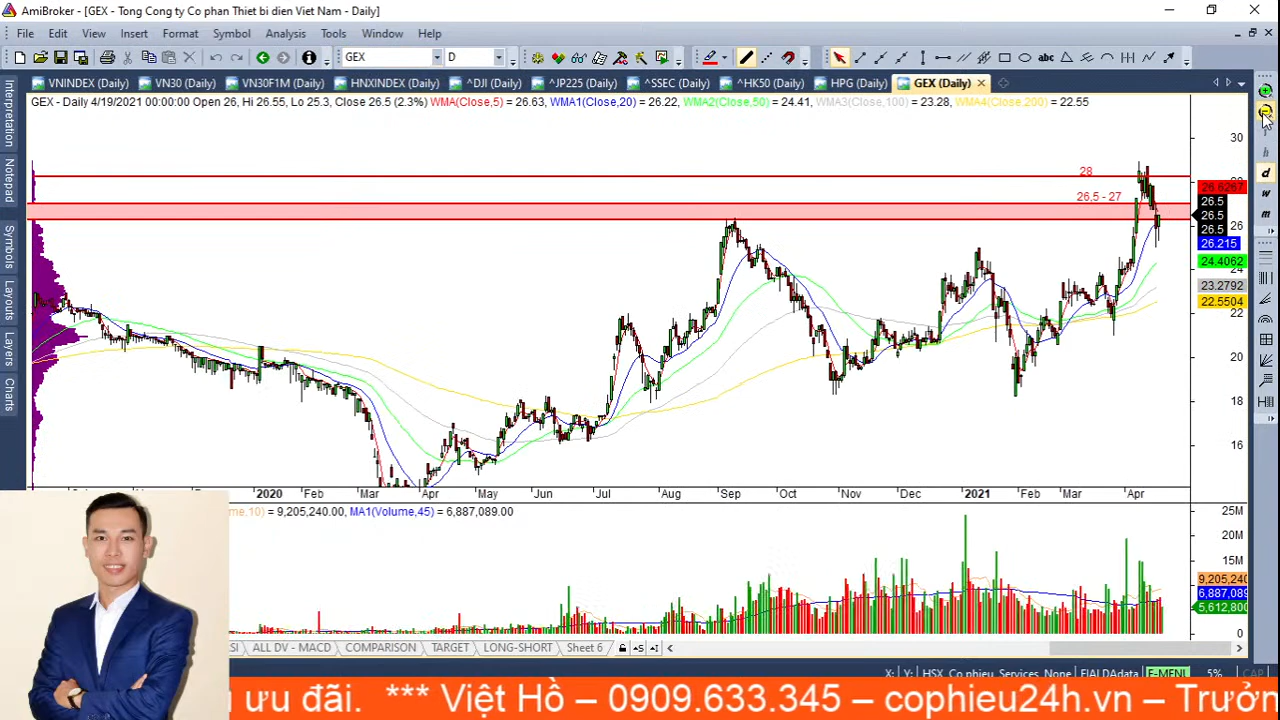 AmiBroker - [GEX - Tong Cong ty Co phan Thiet bi dien Viet Nam - Daily]
File Edit View Insert Format Symbol Analysis Tools Window Help
GEX D abc
VNINDEX (Daily) VN30 (Daily) VN30F1M (Daily) HNXINDEX (Daily) ^DJI (Daily) ^JP225 (Daily) ^SSEC (Daily) ^HK50 (Daily) HPG (Daily) GEX (Daily)
GEX - Daily 4/19/2021 00:00:00 Open 26, Hi 26.55, Lo 25.3, Close 26.5 (2.3%) WMA(Close,5) = 26.63, WMA1(Close,20) = 26.22, WMA2(Close,50) = 24.41, WMA3(Close,100) = 23.28, WMA4(Close,200) = 22.55
Interpretation
Notepad
Symbols
Layouts
Layers
Charts
28
26,5 - 27
30
28
26.6267
26.5
26.5
26
26.5
26.215
24.4062
24
23.2792
22.5504
22
20
18
16
h
d
w
m
2020 Feb Mar Apr May Jun Jul Aug Sep Oct Nov Dec 2021 Feb Mar Apr
me,10) = 9,205,240.00, MA1(Volume,45) = 6,887,089.00
25M
20M
15M
9,205,240
6,887,089
5,612,800
0
SI ALL DV - MACD COMPARISON TARGET LONG-SHORT Sheet 6
X: Y: HSX, Co phieu, Services, None FIALDAdata 5% CAP
ưu đãi. *** Việt Hồ – 0909.633.345 – cophieu24h.vn – Trưởn